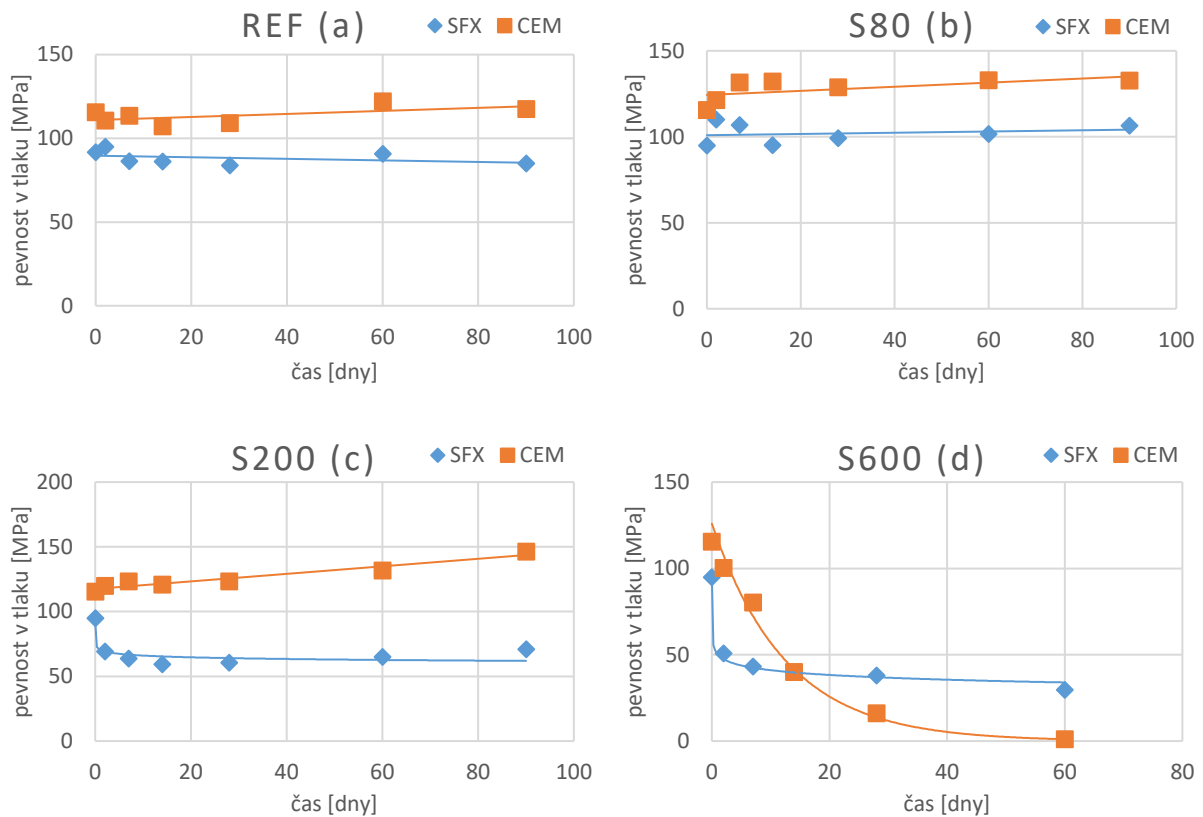 REF (a)
SFX CEM
pevnost v tlaku [MPa]
150
100
50
0
0 20 40 60 80 100
čas [dny]
S80 (b)
SFX CEM
pevnost v tlaku [MPa]
150
100
50
0
0 20 40 60 80 100
čas [dny]
S200 (c)
SFX CEM
pevnost v tlaku [MPa]
200
150
100
50
0
0 20 40 60 80 100
čas [dny]
S600 (d)
SFX CEM
pevnost v tlaku [MPa]
150
100
50
0
0 20 40 60 80
čas [dny]